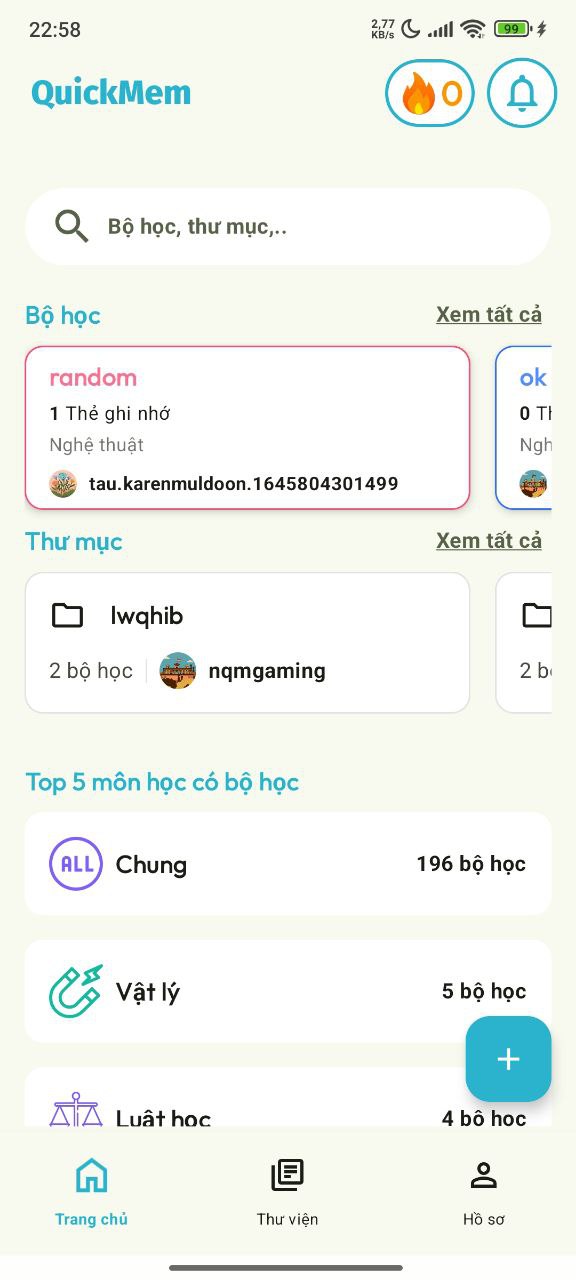 22:58
2,77
KB/s
99
QuickMem
0
Bộ học, thư mục,..
Bộ học
Xem tất cả
random
1 Thẻ ghi nhớ
Nghệ thuật
tau.karenmuldoon.1645804301499
ok
0 Th
Ngh
Thư mục
Xem tất cả
lwqhib
2 bộ học
nqmgaming
2 b
Top 5 môn học có bộ học
ALL
Chung
196 bộ học
Vật lý
5 bộ học
+
Luật học
4 bộ học
Trang chủ
Thư viện
Hồ sơ